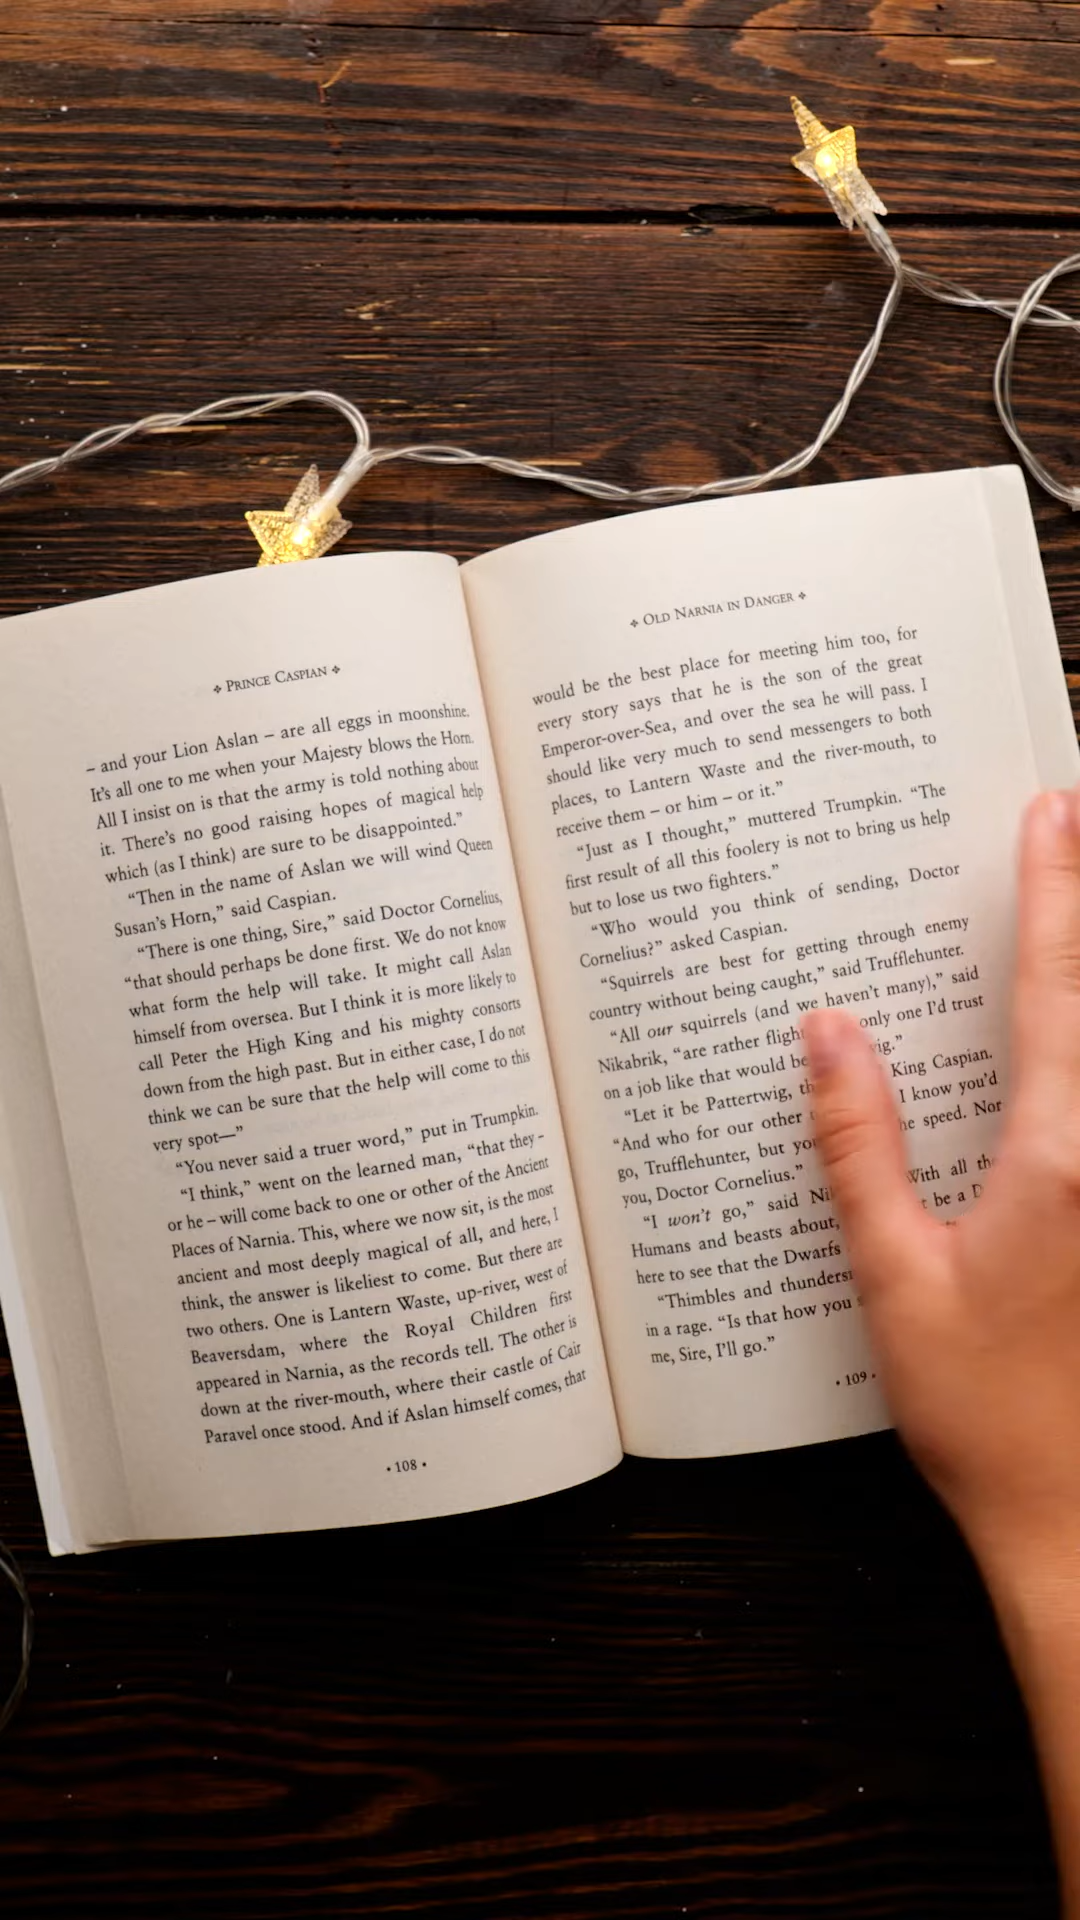 ❖ PRINCE CASPIAN ❖
– and your Lion Aslan – are all eggs in moonshine.
It's all one to me when your Majesty blows the Horn.
All I insist on is that the army is told nothing about
it. There's no good raising hopes of magical help
which (as I think) are sure to be disappointed.”
“Then in the name of Aslan we will wind Queen
Susan's Horn,” said Caspian.
“There is one thing, Sire,” said Doctor Cornelius,
“that should perhaps be done first. We do not know
what form the help will take. It might call Aslan
himself from oversea. But I think it is more likely to
call Peter the High King and his mighty consorts
down from the high past. But in either case, I do not
think we can be sure that the help will come to this
very spot—”
“You never said a truer word,” put in Trumpkin.
“I think,” went on the learned man, “that they –
or he – will come back to one or other of the Ancient
Places of Narnia. This, where we now sit, is the most
ancient and most deeply magical of all, and here, I
think, the answer is likeliest to come. But there are
two others. One is Lantern Waste, up-river, west of
Beaversdam, where the Royal Children first
appeared in Narnia, as the records tell. The other is
down at the river-mouth, where their castle of Cair
Paravel once stood. And if Aslan himself comes, that
• 108 •
❖ OLD NARNIA IN DANGER ❖
would be the best place for meeting him too, for
every story says that he is the son of the great
Emperor-over-Sea, and over the sea he will pass. I
should like very much to send messengers to both
places, to Lantern Waste and the river-mouth, to
receive them – or him – or it.”
“Just as I thought,” muttered Trumpkin. “The
first result of all this foolery is not to bring us help
but to lose us two fighters.”
“Who would you think of sending, Doctor
Cornelius?” asked Caspian.
“Squirrels are best for getting through enemy
country without being caught,” said Trufflehunter.
“All our squirrels (and we haven't many),” said
Nikabrik, “are rather only one I'd trust
on a job like that would be
“Let it be Pattertwig, King Caspian.
“And who for our other I know you'd
go, Trufflehunter, but the speed. Nor
you, Doctor Cornelius.”
“I won't go,” said With all
Humans and beasts about, be a
here to see that the Dwarfs
“Thimbles and
in a rage. “Is that how you
me, Sire, I'll go.”
• 109 •